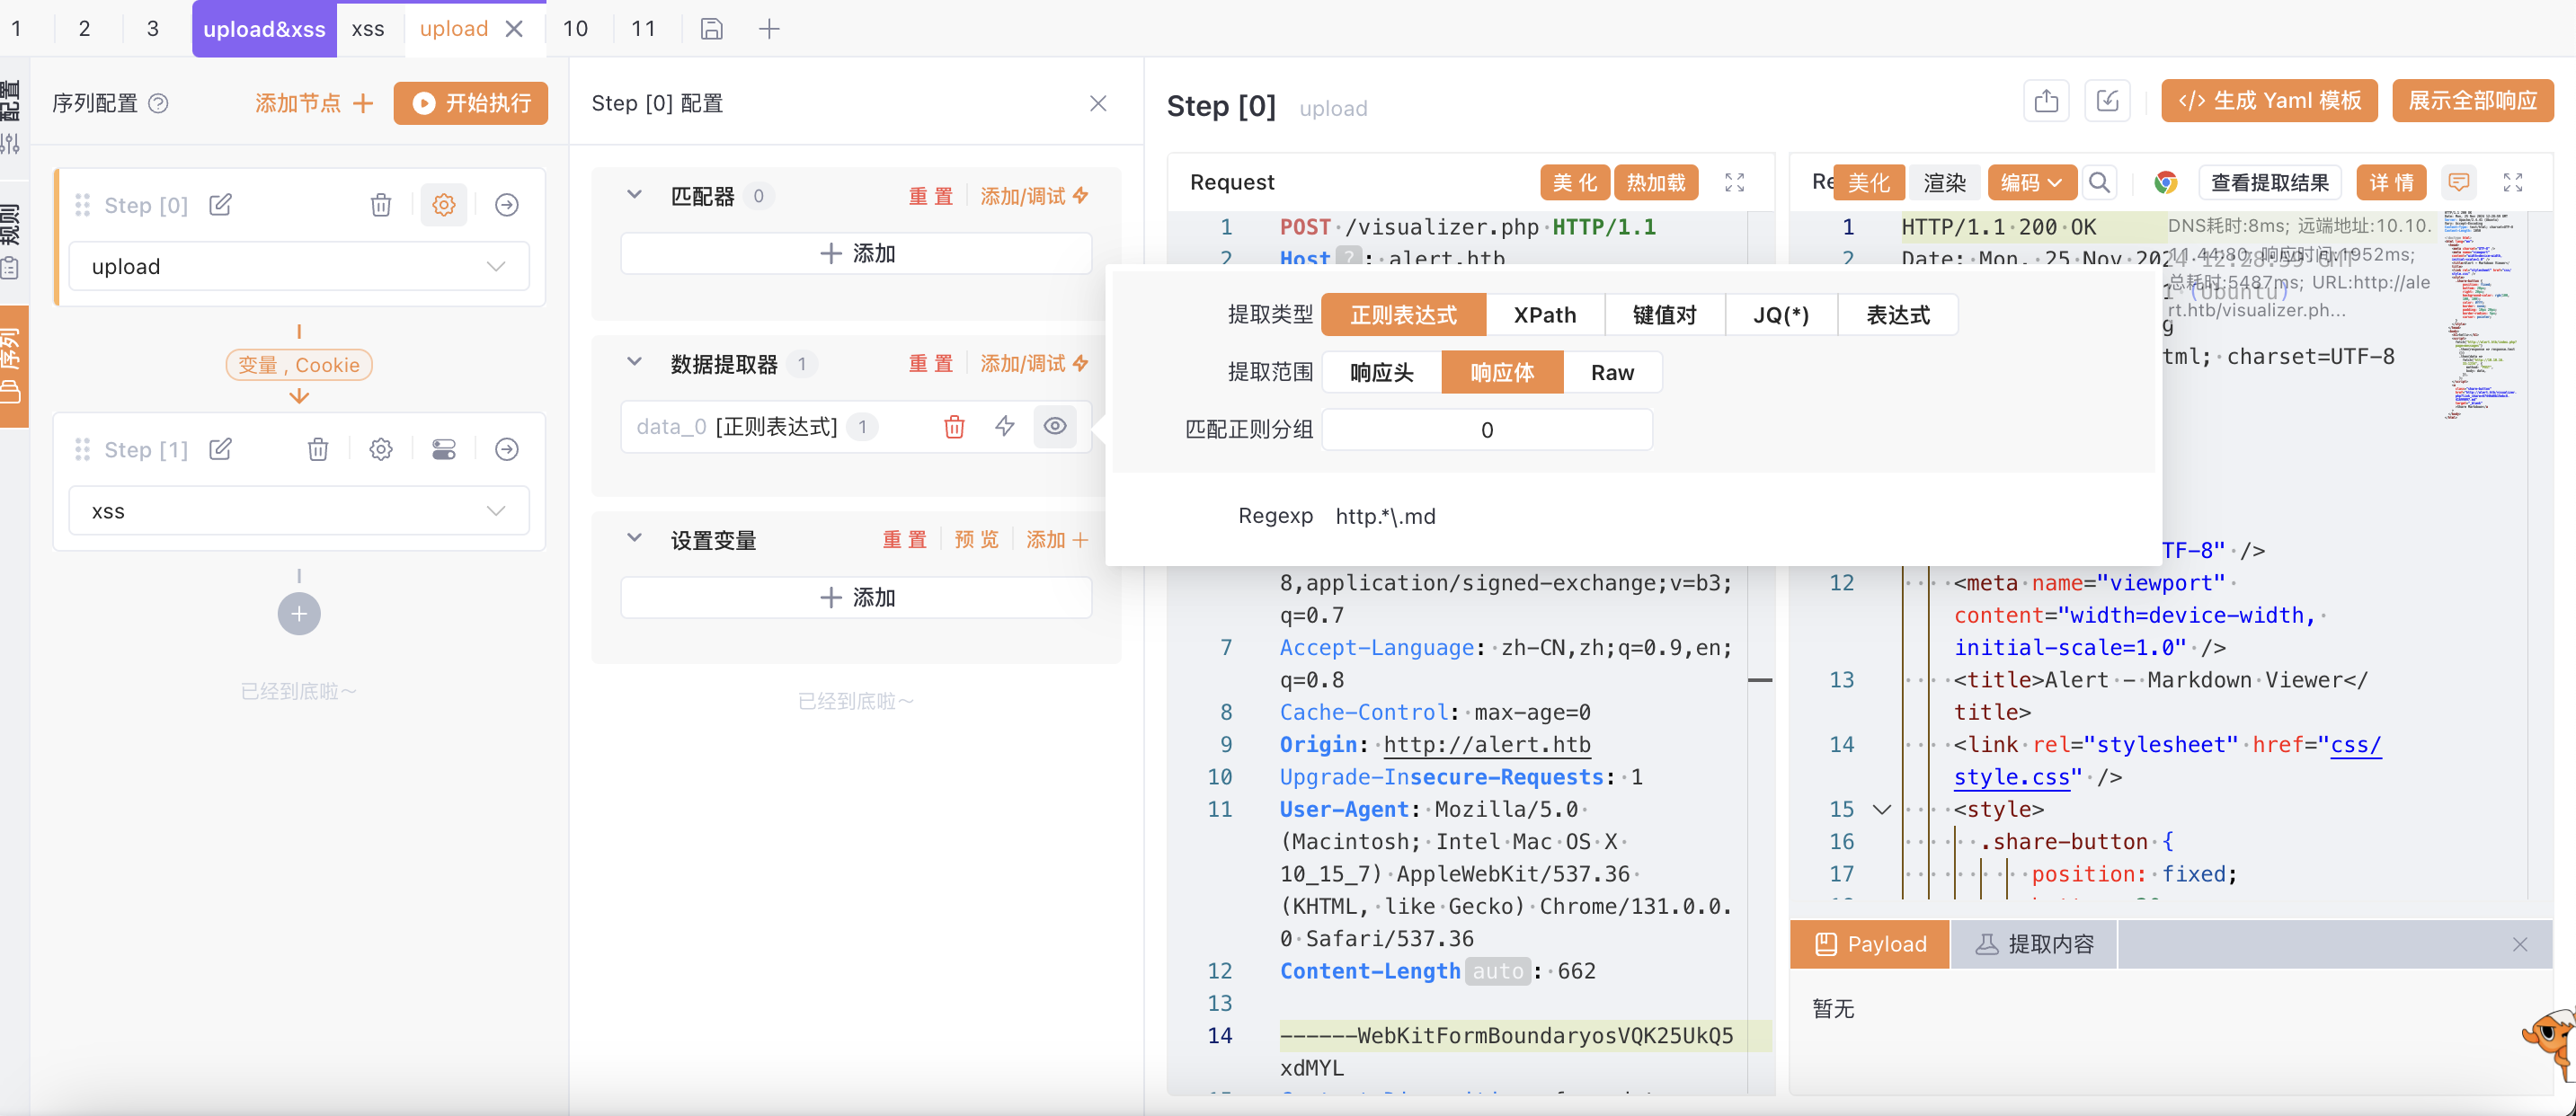 1 2 3 upload&xss xss upload 10 11
配置
规则
序列
序列配置 添加节点 开始执行
Step [0]
upload
变量 , Cookie
Step [1]
xss
已经到底啦～
Step [0] 配置
匹配器 0 重 置 添加/调试
添加
数据提取器 1 重 置 添加/调试
data_0 [正则表达式] 1
设置变量 重 置 预 览 添加
添加
已经到底啦～
Step [0] upload </> 生成 Yaml 模板 展示全部响应
Request 美 化 热加载
1 POST /visualizer.php HTTP/1.1
2 Host ? : alert.htb
提取类型 正则表达式 XPath 键值对 JQ(*) 表达式
提取范围 响应头 响应体 Raw
匹配正则分组 0
Regexp http.*\.md
8,application/signed-exchange;v=b3;
q=0.7
7 Accept-Language: zh-CN,zh;q=0.9,en;
q=0.8
8 Cache-Control: max-age=0
9 Origin: http://alert.htb
10 Upgrade-Insecure-Requests: 1
11 User-Agent: Mozilla/5.0
(Macintosh; Intel Mac OS X
10_15_7) AppleWebKit/537.36
(KHTML, like Gecko) Chrome/131.0.0.
0 Safari/537.36
12 Content-Length auto : 662
13
14 ------WebKitFormBoundaryosVQK25UkQ5
xdMYL
Re 美化 渲染 编码 查看提取结果 详 情
1 HTTP/1.1 200 OK
2 Date: Mon, 25 Nov 202
DNS耗时:8ms; 远端地址:10.10.
11.44:80; 响应时间:1952ms;
总耗时:5487ms; URL:http://ale
rt.htb/visualizer.ph...
(Ubuntu)
g
tml; charset=UTF-8
TF-8" />
12 <meta name="viewport"
content="width=device-width,
initial-scale=1.0" />
13 <title>Alert - Markdown Viewer</
title>
14 <link rel="stylesheet" href="css/
style.css" />
15 <style>
16 .share-button {
17 position: fixed;
Payload 提取内容
暂无